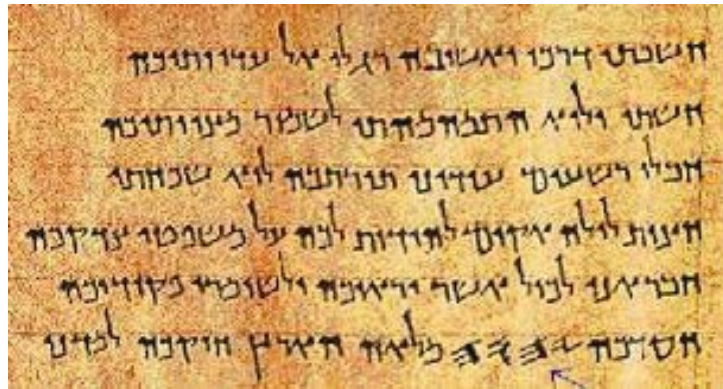 חשבתי דרכי ואשיבה רגלי אל עדוותיכה
חשתי ולוא התמהמהתי לשמור מצוותיכה
חבלי רשעים עודוני תורתכה לוא שכחתי
חצות לילה אקום להודות לכה על משפטי צדקכה
חבר אני לכול אשר יראוכה ולשומרי פקודיכה
חסדכה 𐤉𐤄𐤅𐤄 מלאה הארץ חוקיכה למדני